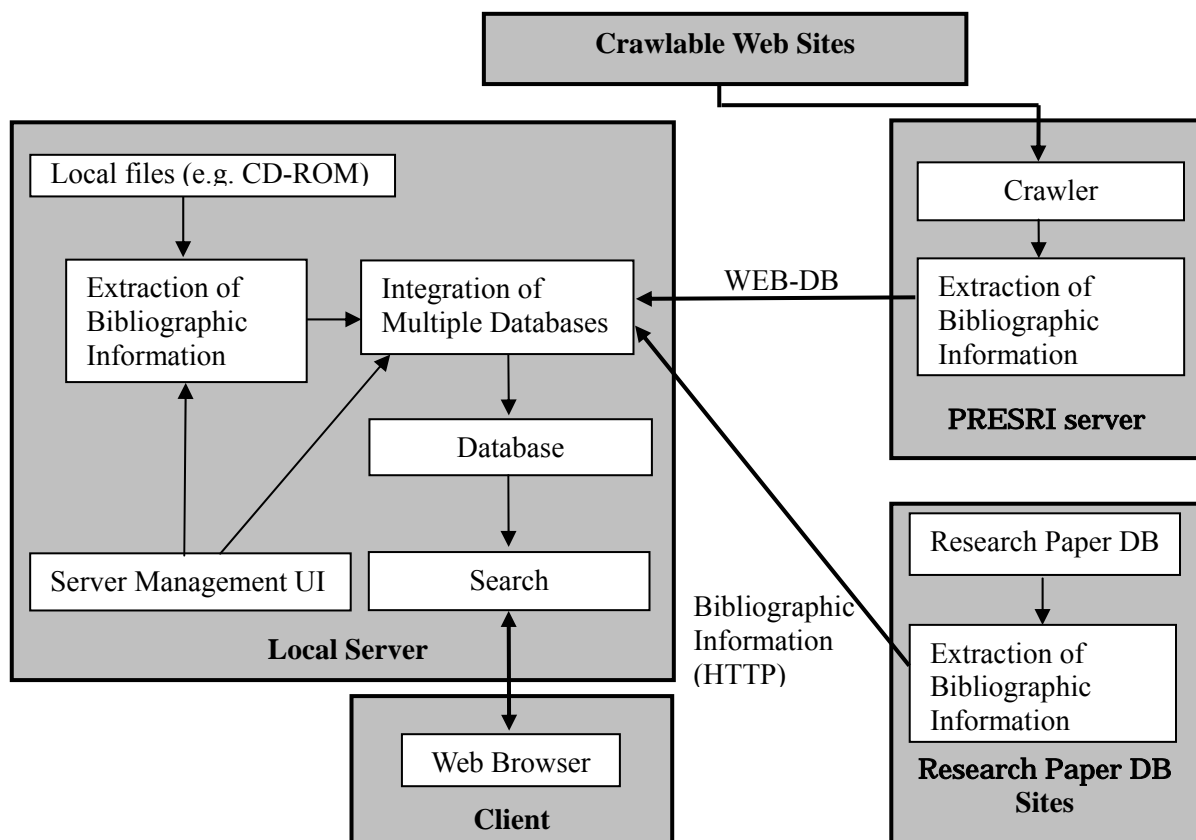 Crawlable Web Sites
Local files (e.g. CD-ROM)
Extraction of
Bibliographic
Information
Integration of
Multiple Databases
Database
Server Management UI
Search
Local Server
Web Browser
Client
WEB-DB
Bibliographic
Information
(HTTP)
Crawler
Extraction of
Bibliographic
Information
PRESRI server
Research Paper DB
Extraction of
Bibliographic
Information
Research Paper DB
Sites